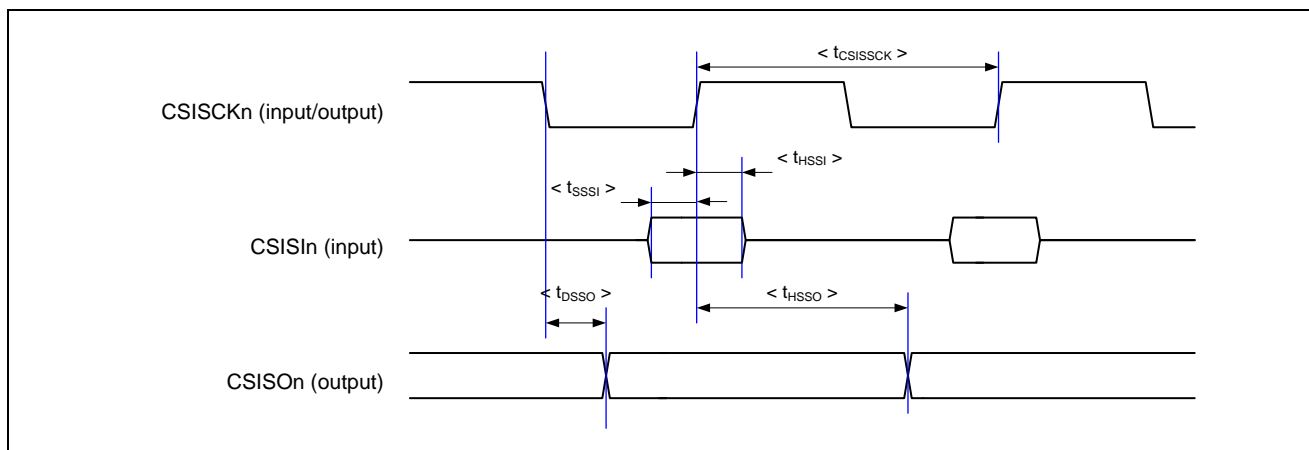 < tCSISSCK >
CSISCKn (input/output)
< tHSSI >
< tSSSI >
CSISIn (input)
< tDSSO >
< tHSSO >
CSISOn (output)